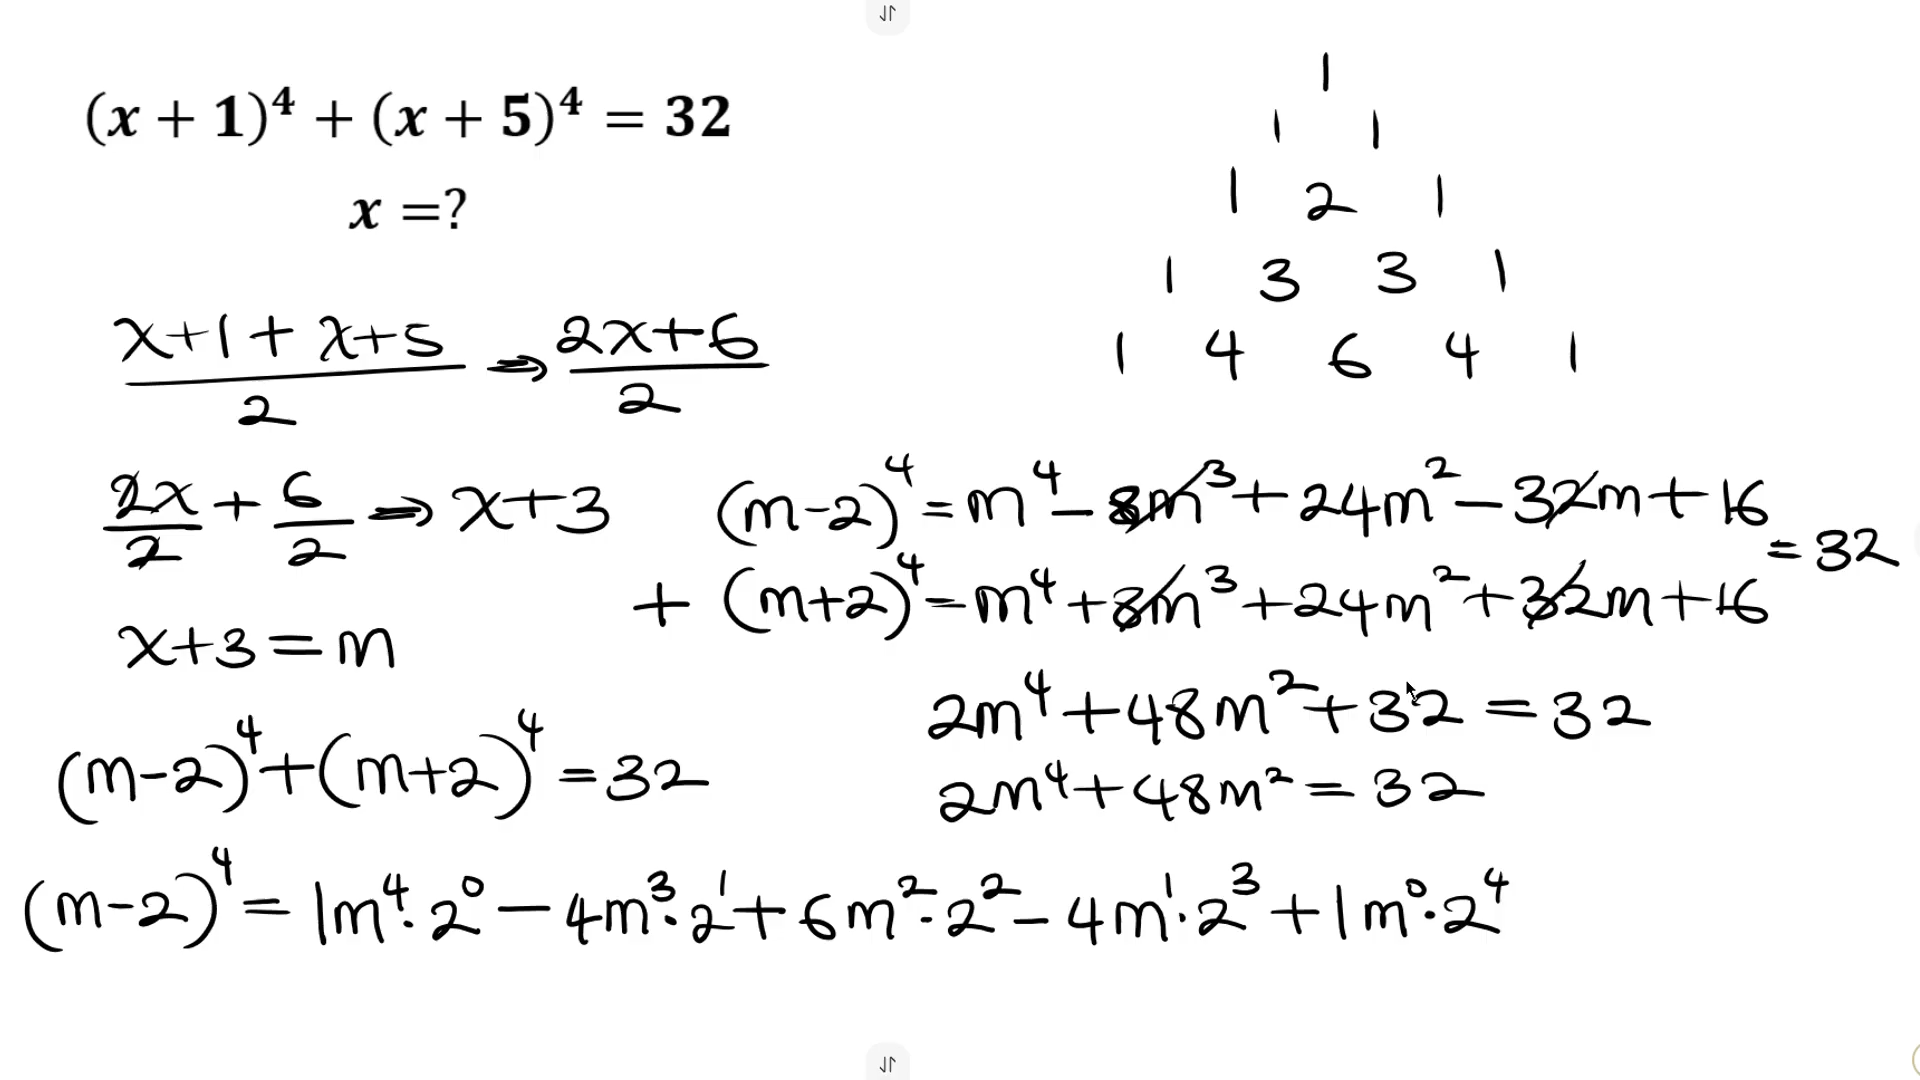 (x + 1)⁴ + (x + 5)⁴ = 32
x =?
x+1 + x+5 / 2 ⇒ 2x+6 / 2
2x/2 + 6/2 ⇒ x+3
x+3 = m
(m-2)⁴ + (m+2)⁴ = 32
1
1 1
1 2 1
1 3 3 1
1 4 6 4 1
(m-2)⁴ = m⁴ - 8m³ + 24m² - 32m + 16
= 32
+ (m+2)⁴ = m⁴ + 8m³ + 24m² + 32m + 16
2m⁴ + 48m² + 32 = 32
2m⁴ + 48m² = 32
(m-2)⁴ = 1m⁴·2⁰ - 4m³·2¹ + 6m²·2² - 4m¹·2³ + 1m⁰·2⁴